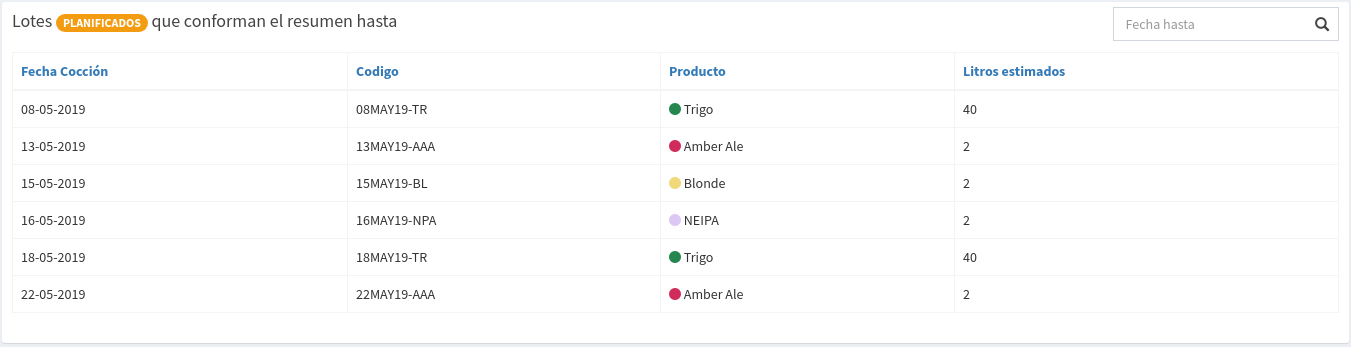 Lotes PLANIFICADOS que conforman el resumen hasta
Fecha hasta
Fecha Cocción Codigo Producto Litros estimados
08-05-2019 08MAY19-TR Trigo 40
13-05-2019 13MAY19-AAA Amber Ale 2
15-05-2019 15MAY19-BL Blonde 2
16-05-2019 16MAY19-NPA NEIPA 2
18-05-2019 18MAY19-TR Trigo 40
22-05-2019 22MAY19-AAA Amber Ale 2